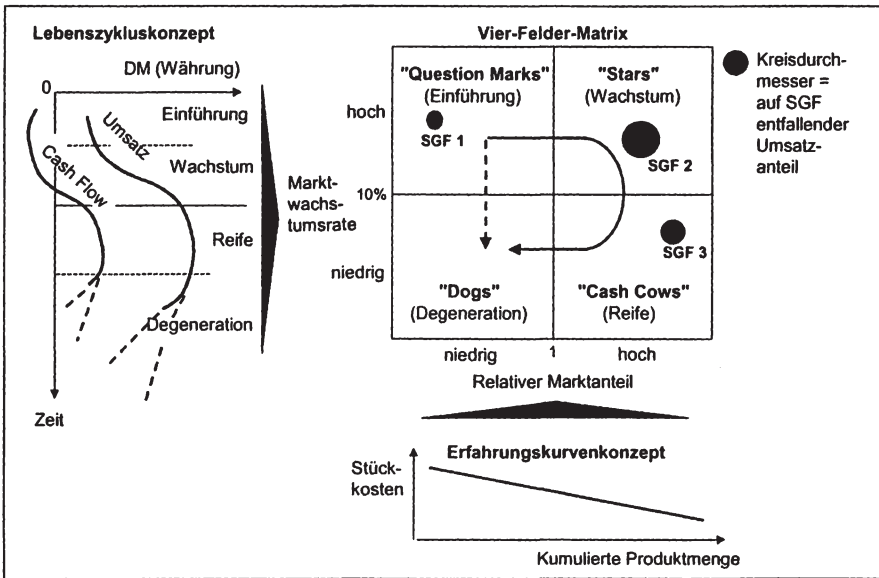 Lebenszykluskonzept
DM (Währung)
0
Einführung
Umsatz
Cash Flow
Wachstum
Reife
Degeneration
Zeit
Markt-
wachs-
tumsrate
Vier-Felder-Matrix
hoch
10%
niedrig
"Question Marks"
(Einführung)
SGF 1
"Stars"
(Wachstum)
SGF 2
SGF 3
"Dogs"
(Degeneration)
"Cash Cows"
(Reife)
niedrig 1 hoch
Relativer Marktanteil
Kreisdurch-
messer =
auf SGF
entfallender
Umsatz-
anteil
Erfahrungskurvenkonzept
Stück-
kosten
Kumulierte Produktmenge